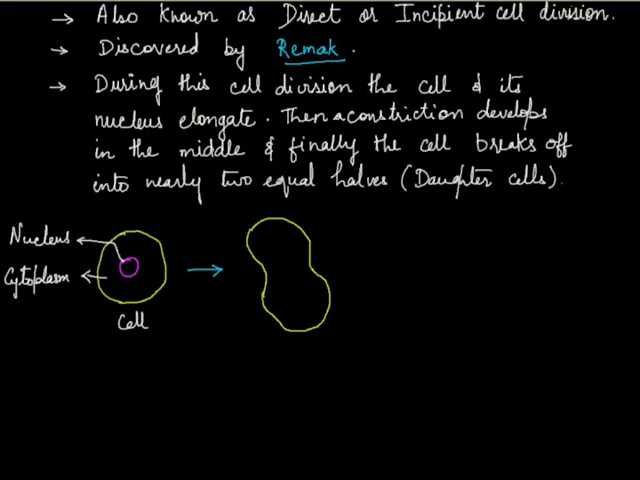 → Also known as Direct or Incipient cell division.
→ Discovered by Remak.
→ During this cell division the cell & its
nucleus elongate. Then a constriction develops
in the middle & finally the cell breaks off
into nearly two equal halves (Daughter cells).
Nucleus
Cytoplasm
Cell